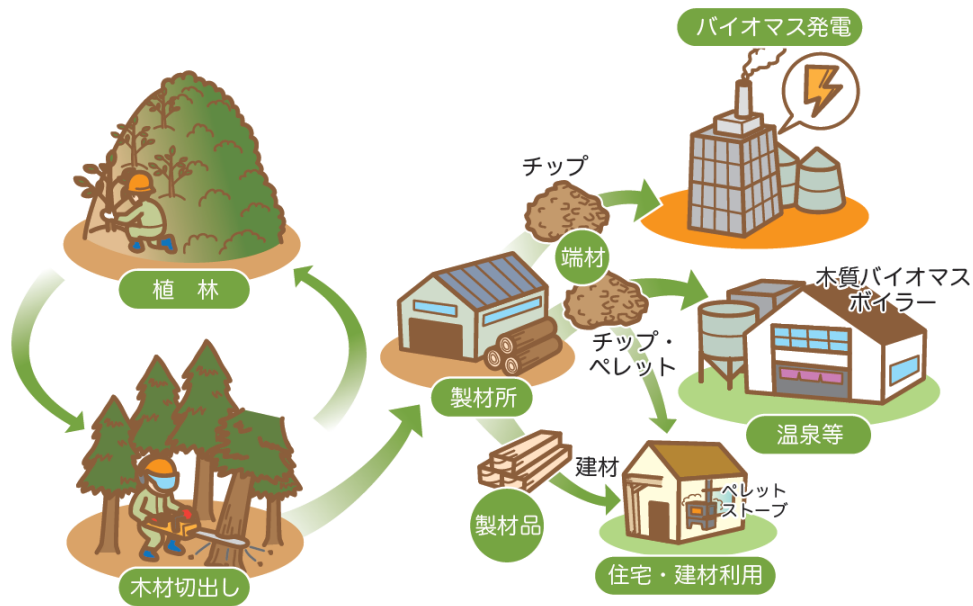 バイオマス発電
チップ
端材
植　林
木質バイオマス
ボイラー
チップ・
ペレット
製材所
温泉等
建材
ペレット
ストーブ
製材品
木材切出し
住宅・建材利用